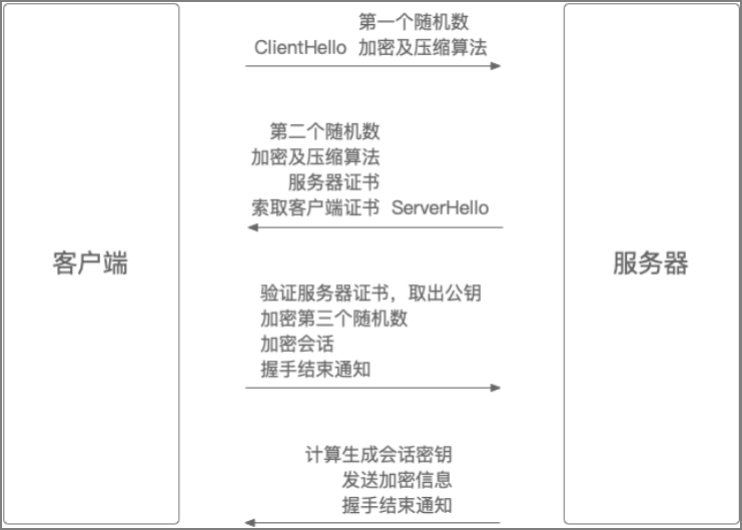 第一个随机数
ClientHello 加密及压缩算法
第二个随机数
加密及压缩算法
服务器证书
索取客户端证书 ServerHello
客户端
服务器
验证服务器证书，取出公钥
加密第三个随机数
加密会话
握手结束通知
计算生成会话密钥
发送加密信息
握手结束通知